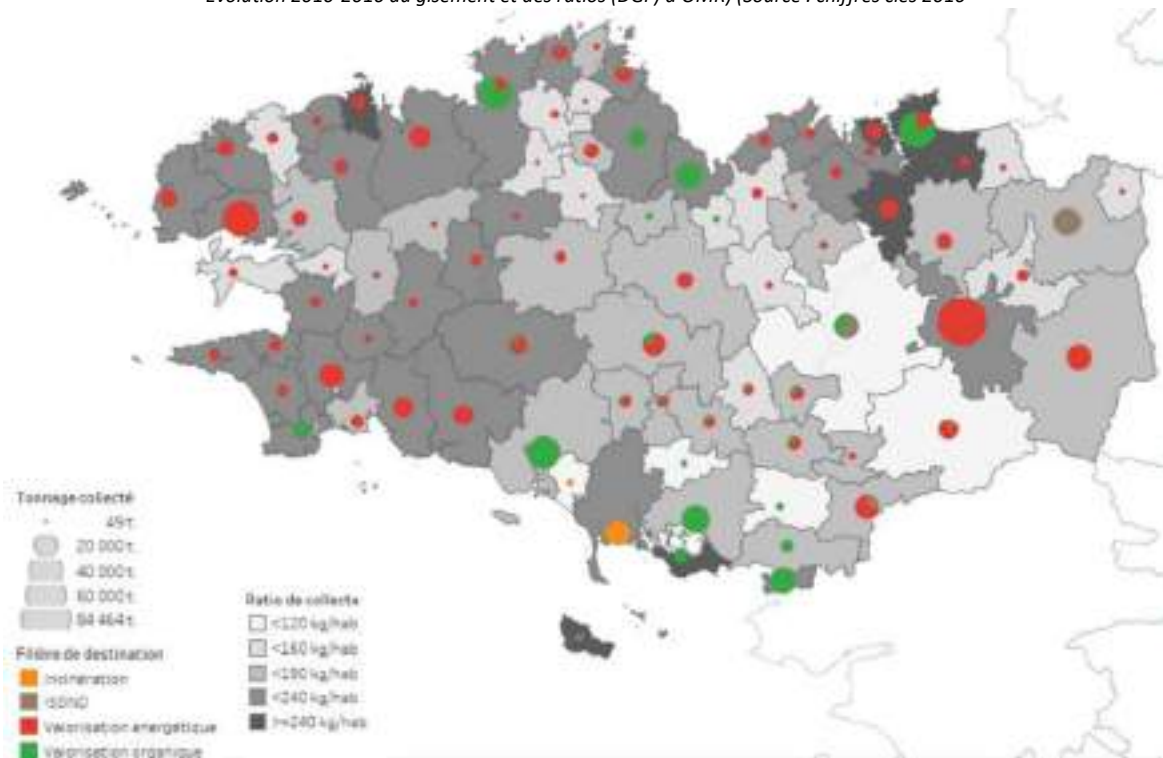 Evolution 2010-2016 du gisement et des ratios (DGF) d'OMR) (Source : chiffres clés 2016
Tonnage collecté
49 t
20 000 t
40 000 t
60 000 t
84 464 t
Filière de destination
Incinération
ISDND
Valorisation énergétique
Valorisation organique
Ratio de collecte
<120 kg/hab
<160 kg/hab
<190 kg/hab
<240 kg/hab
>=240 kg/hab